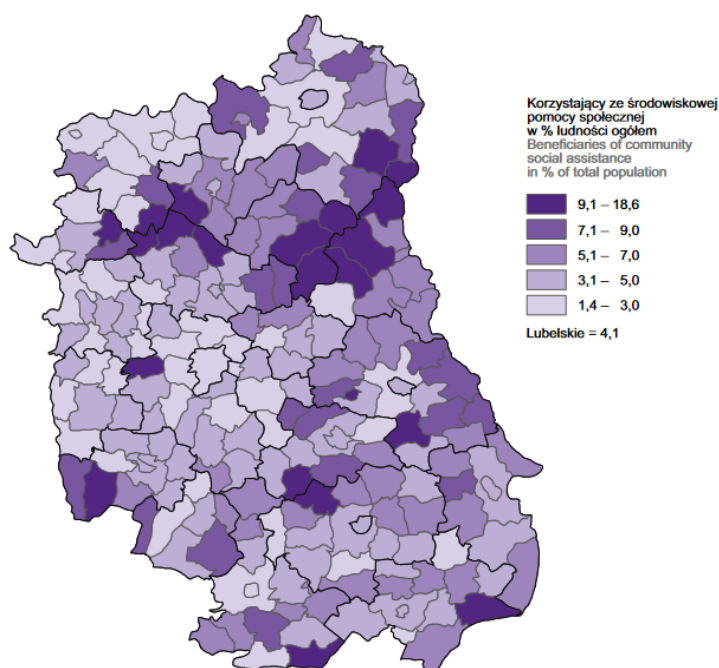 Korzystający ze środowiskowej
pomocy społecznej
w % ludności ogółem
Beneficiaries of community
social assistance
in % of total population
9,1 – 18,6
7,1 – 9,0
5,1 – 7,0
3,1 – 5,0
1,4 – 3,0
Lubelskie = 4,1